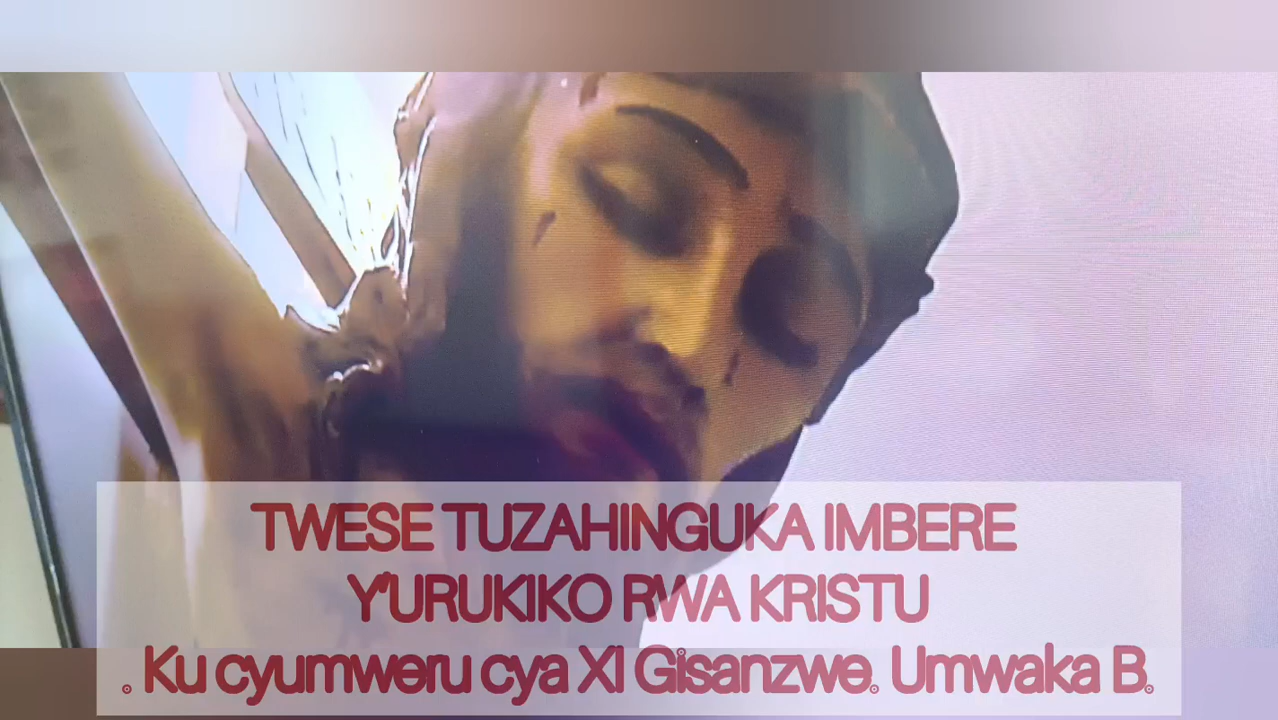 TWESE TUZAHINGUKA IMBERE
Y'URUKIKO RWA KRISTU
. Ku cyumweru cya XI Gisanzwe. Umwaka B.